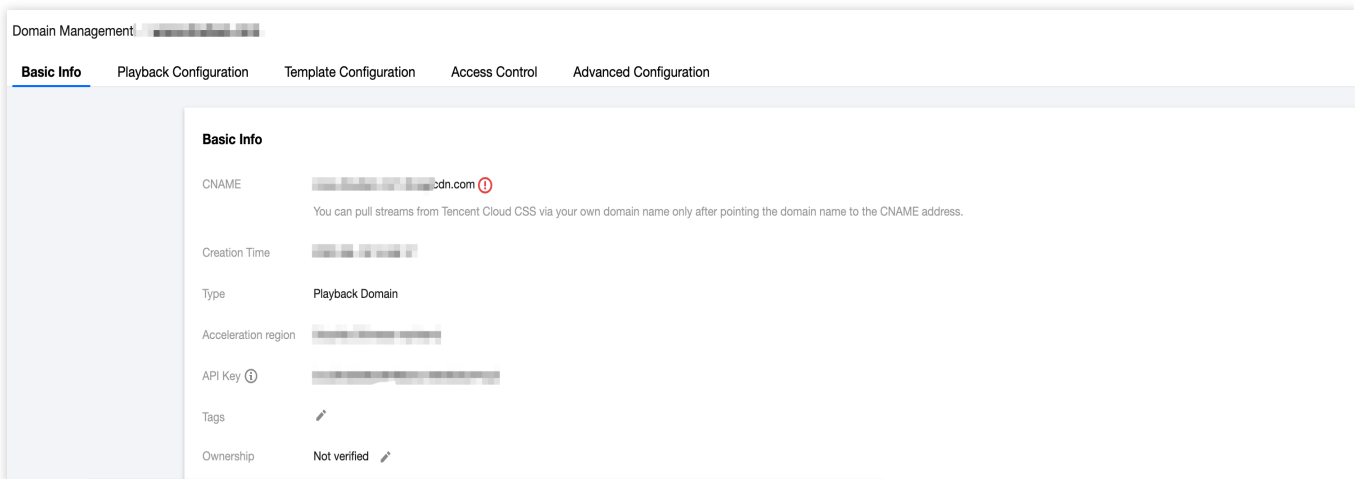 Domain Management
Basic Info Playback Configuration Template Configuration Access Control Advanced Configuration
Basic Info
CNAME cdn.com
You can pull streams from Tencent Cloud CSS via your own domain name only after pointing the domain name to the CNAME address.
Creation Time
Type Playback Domain
Acceleration region
API Key
Tags
Ownership Not verified